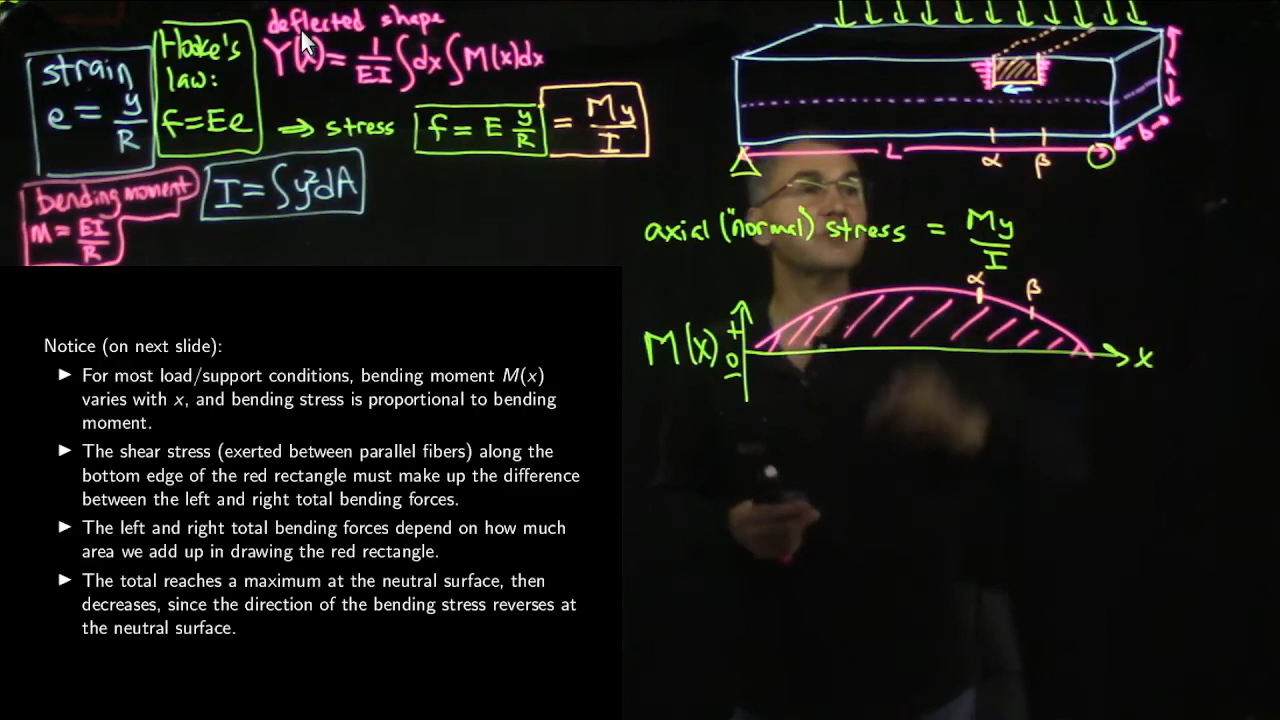 deflected shape
Y(x) = 1/EI ∫dx ∫M(x)dx
strain
e = y/R
Hooke's
law:
f=Ee
⇒ stress
f = E y/R
= My/I
bending moment
M = EI/R
I = ∫y²dA
L
α
β
h
b
axial ("normal") stress = My/I
M(x)
+
0
–
α
β
x
Notice (on next slide):
► For most load/support conditions, bending moment M(x)
varies with x, and bending stress is proportional to bending
moment.
► The shear stress (exerted between parallel fibers) along the
bottom edge of the red rectangle must make up the difference
between the left and right total bending forces.
► The left and right total bending forces depend on how much
area we add up in drawing the red rectangle.
► The total reaches a maximum at the neutral surface, then
decreases, since the direction of the bending stress reverses at
the neutral surface.